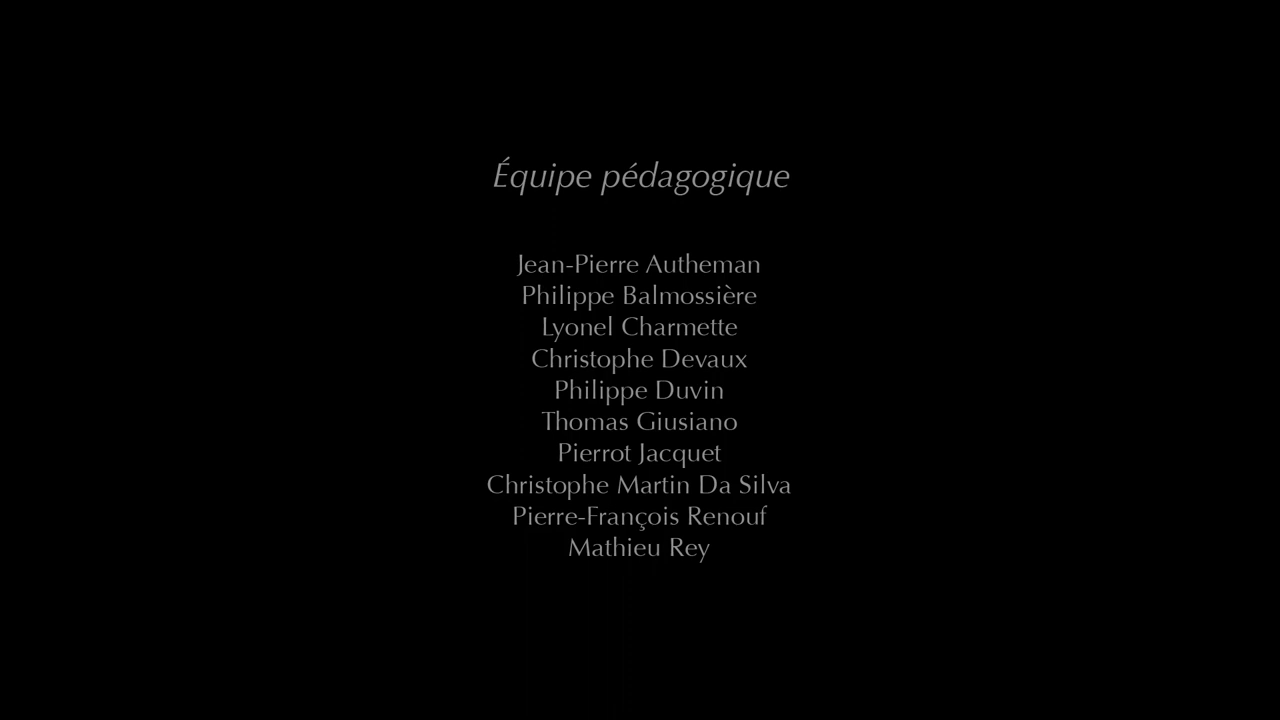 Équipe pédagogique
Jean-Pierre Autheman
Philippe Balmossière
Lyonel Charmette
Christophe Devaux
Philippe Duvin
Thomas Giusiano
Pierrot Jacquet
Christophe Martin Da Silva
Pierre-François Renouf
Mathieu Rey